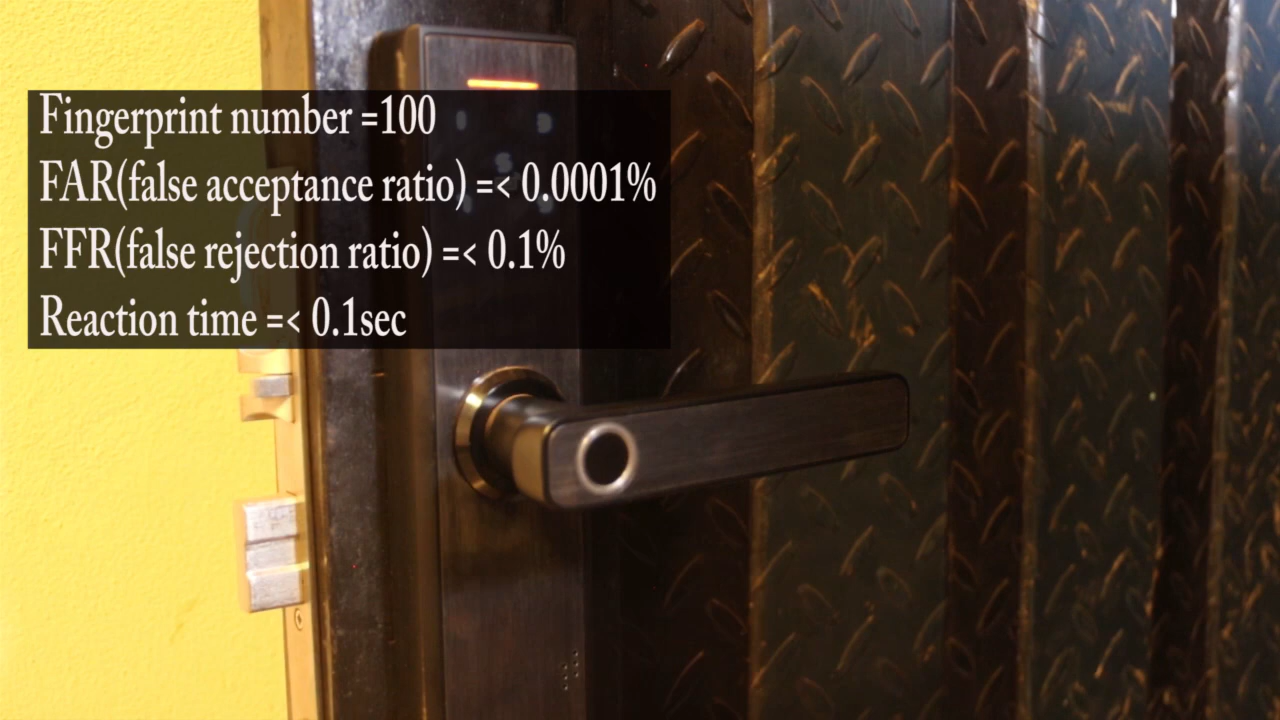 Fingerprint number =100
FAR(false acceptance ratio) =< 0.0001%
FFR(false rejection ratio) =< 0.1%
Reaction time =< 0.1sec